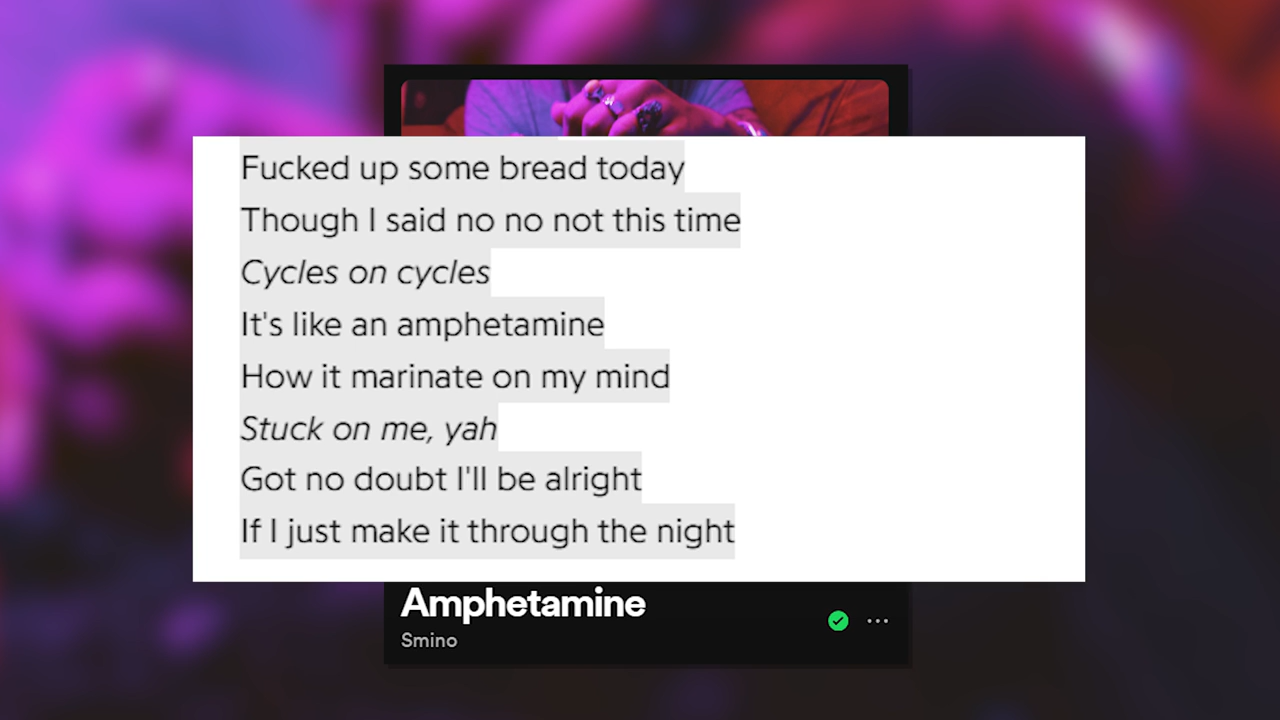 Fucked up some bread today
Though I said no no not this time
Cycles on cycles
It's like an amphetamine
How it marinate on my mind
Stuck on me, yah
Got no doubt I'll be alright
If I just make it through the night
Amphetamine
Smino